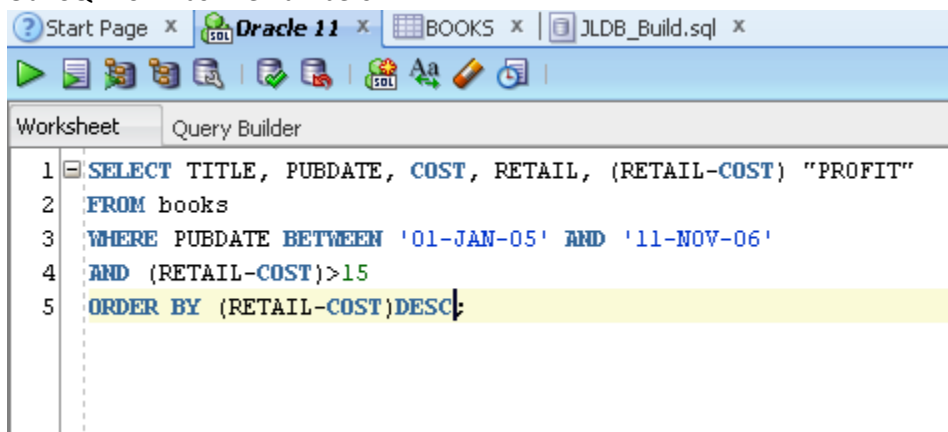 Start Page x Oracle 11 x BOOKS x JLDB_Build.sql x
Worksheet Query Builder
1 SELECT TITLE, PUBDATE, COST, RETAIL, (RETAIL-COST) "PROFIT"
2 FROM books
3 WHERE PUBDATE BETWEEN '01-JAN-05' AND '11-NOV-06'
4 AND (RETAIL-COST)>15
5 ORDER BY (RETAIL-COST)DESC;